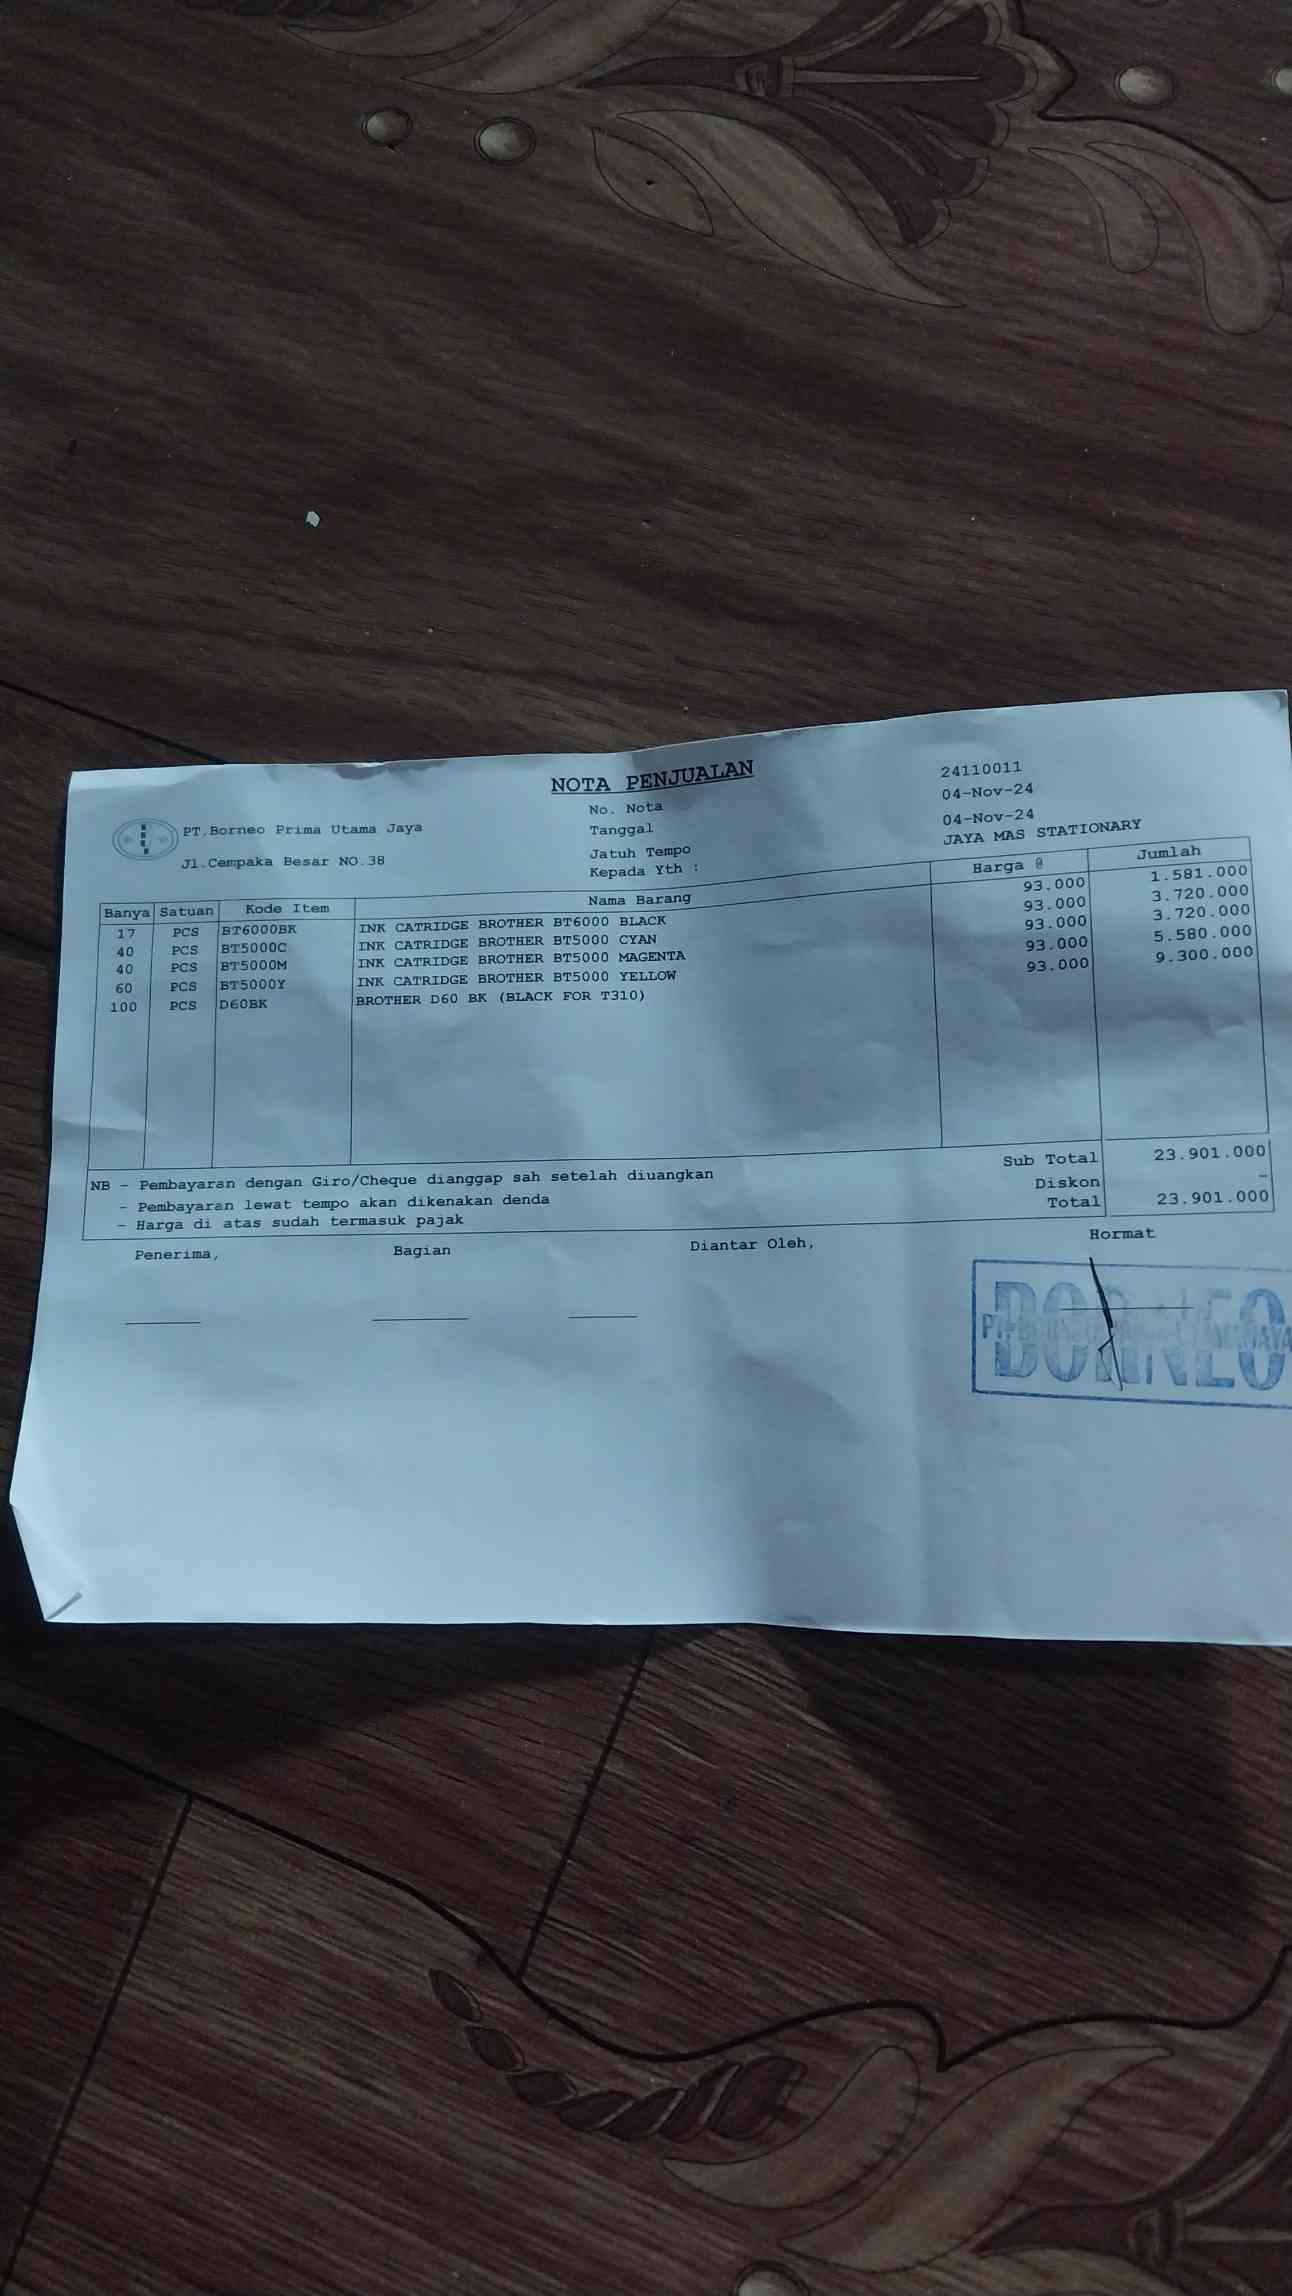 NOTA PENJUALAN
PT.Borneo Prima Utama Jaya
Jl.Cempaka Besar NO.38
No. Nota 24110011
Tanggal 04-Nov-24
Jatuh Tempo 04-Nov-24
Kepada Yth : JAYA MAS STATIONARY
Banya Satuan Kode Item Nama Barang Harga @ Jumlah
17 PCS BT6000BK INK CATRIDGE BROTHER BT6000 BLACK 93.000 1.581.000
40 PCS BT5000C INK CATRIDGE BROTHER BT5000 CYAN 93.000 3.720.000
40 PCS BT5000M INK CATRIDGE BROTHER BT5000 MAGENTA 93.000 3.720.000
60 PCS BT5000Y INK CATRIDGE BROTHER BT5000 YELLOW 93.000 5.580.000
100 PCS D60BK BROTHER D60 BK (BLACK FOR T310) 93.000 9.300.000
NB - Pembayaran dengan Giro/Cheque dianggap sah setelah diuangkan
- Pembayaran lewat tempo akan dikenakan denda
- Harga di atas sudah termasuk pajak
Sub Total 23.901.000
Diskon -
Total 23.901.000
Penerima, Bagian Diantar Oleh, Hormat
BORNEO